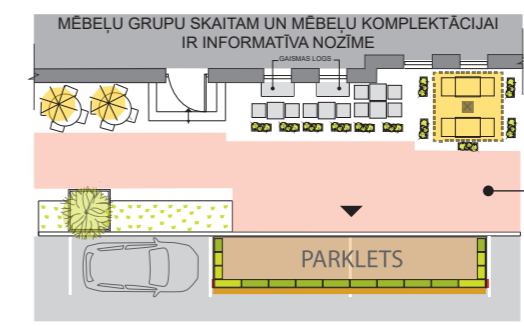 MĒBEĻU GRUPU SKAITAM UN MĒBEĻU KOMPLEKTĀCIJAI
IR INFORMATĪVA NOZĪME
GAISMAS LOGS
PARKLETS